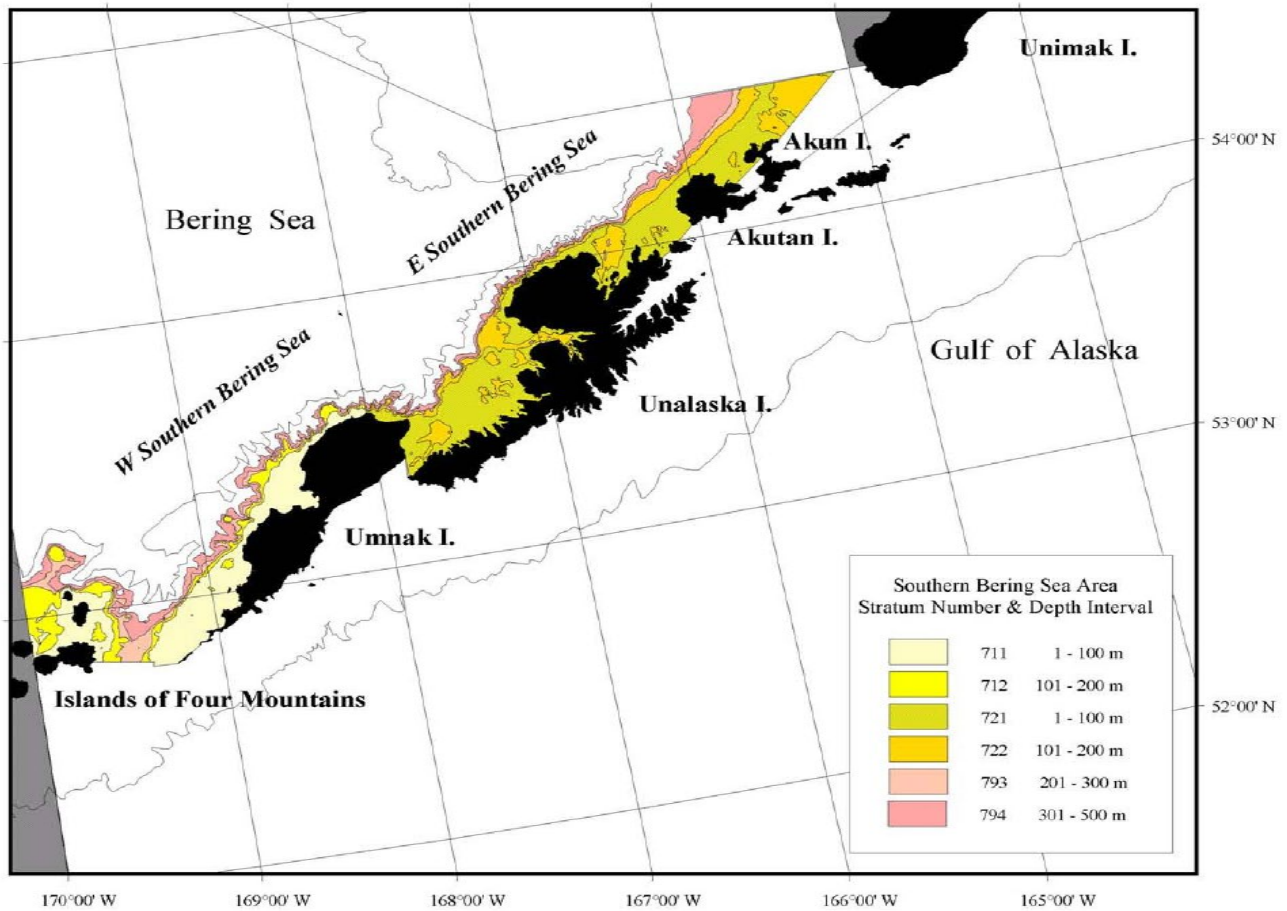 Unimak I.
54°00' N
Akun I.
E Southern Bering Sea
Bering Sea
Akutan I.
Gulf of Alaska
W Southern Bering Sea
Unalaska I.
53°00' N
Umnak I.
Southern Bering Sea Area
Stratum Number & Depth Interval
711 1 - 100 m
712 101 - 200 m
721 1 - 100 m
722 101 - 200 m
793 201 - 300 m
794 301 - 500 m
Islands of Four Mountains
52°00' N
170°00' W 169°00' W 168°00' W 167°00' W 166°00' W 165°00' W